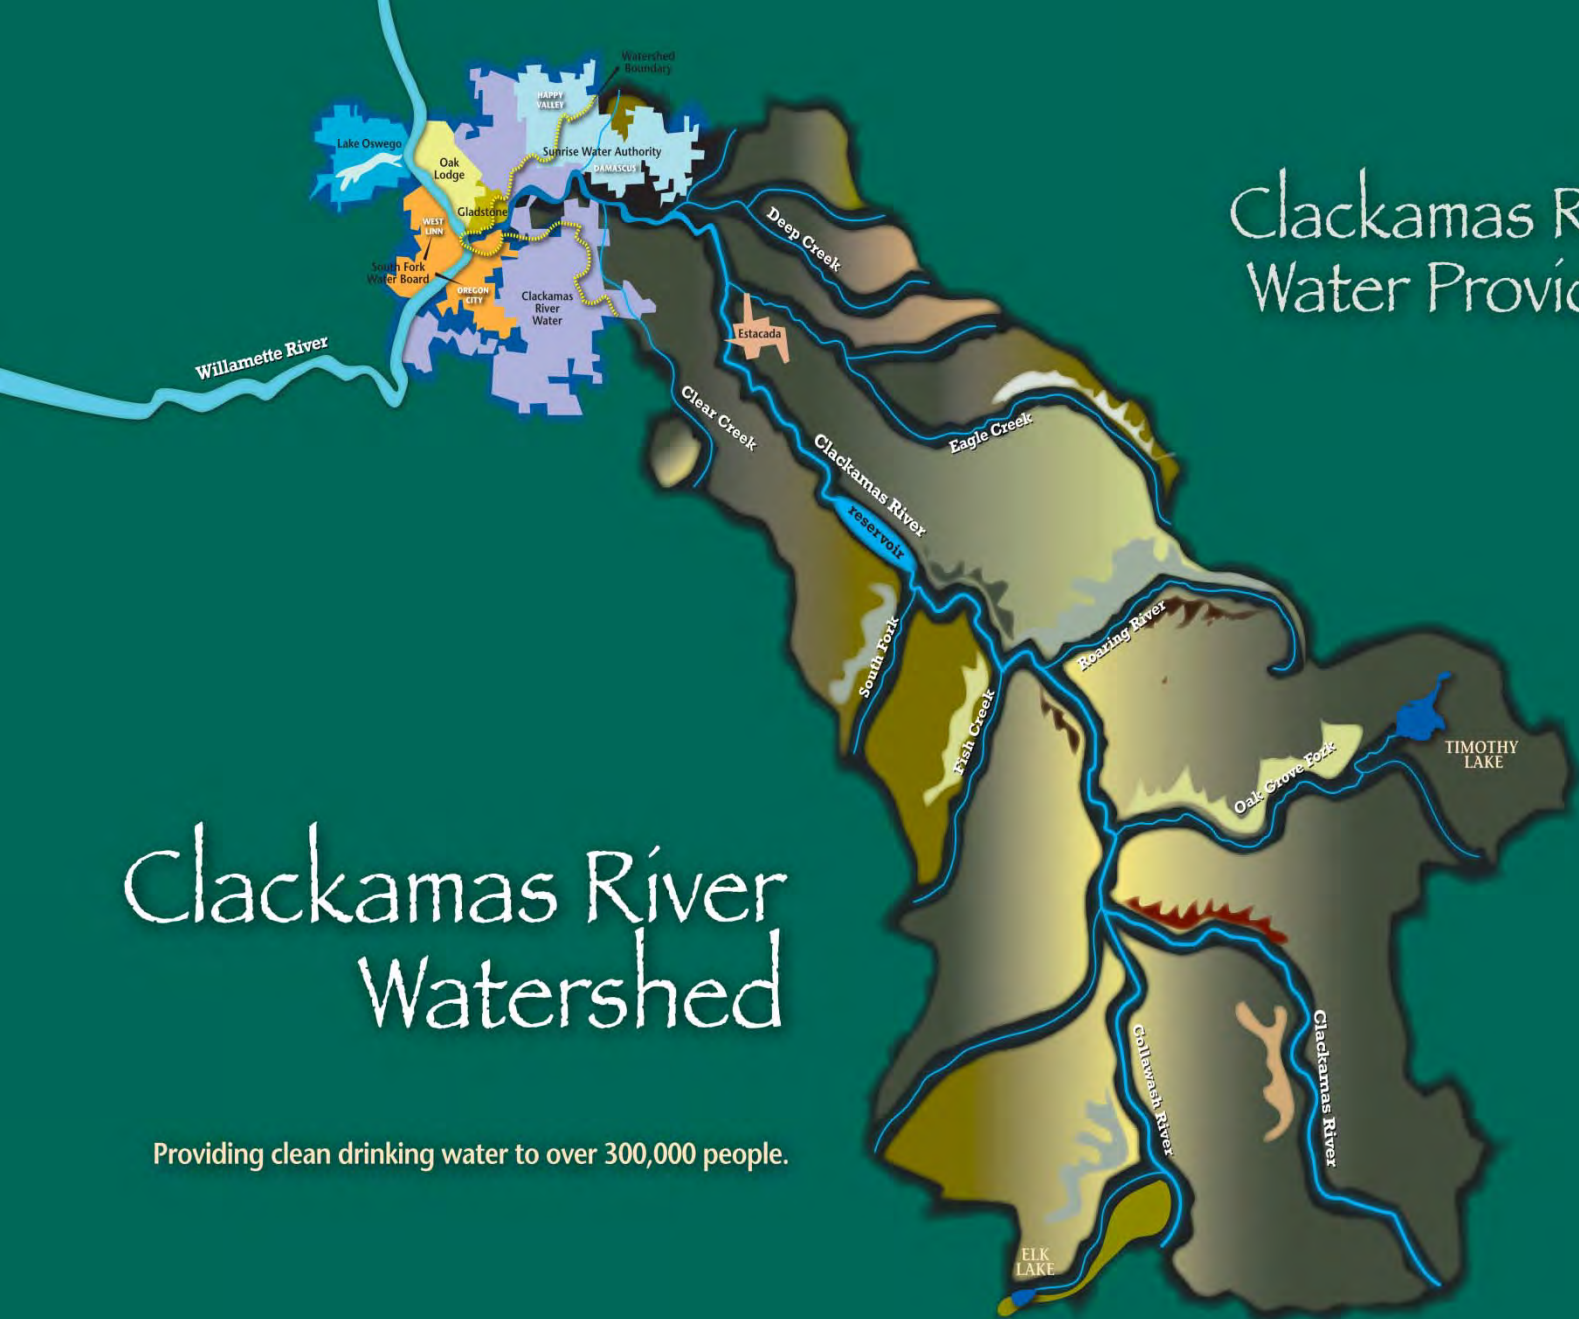 Watershed
Boundary
HAPPY
VALLEY
Lake Oswego
Oak
Lodge
Sunrise Water Authority
DAMASCUS
Gladstone
WEST
LINN
South Fork
Water Board
OREGON
CITY
Clackamas
River
Water
Willamette River
Deep Creek
Estacada
Clear Creek
Eagle Creek
Clackamas River
reservoir
Clackamas R
Water Provi
South Fork
Fish Creek
Roaring River
Oak Grove Fork
TIMOTHY
LAKE
Clackamas River
Watershed
Providing clean drinking water to over 300,000 people.
Collawash River
Clackamas River
ELK
LAKE